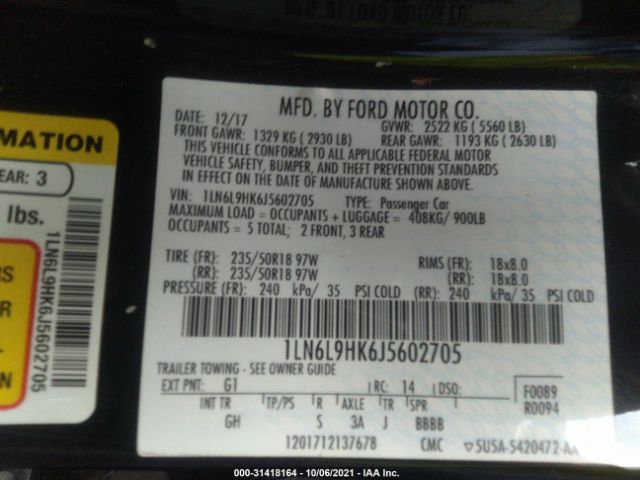 MFD. BY FORD MOTOR CO.
DATE: 12/17 GVWR: 2522 KG ( 5560 LB)
FRONT GAWR: 1329 KG ( 2930 LB) REAR GAWR: 1193 KG ( 2630 LB)
THIS VEHICLE CONFORMS TO ALL APPLICABLE FEDERAL MOTOR
VEHICLE SAFETY, BUMPER, AND THEFT PREVENTION STANDARDS
IN EFFECT ON THE DATE OF MANUFACTURE SHOWN ABOVE.
VIN: 1LN6L9HK6J5602705 TYPE: Passenger Car
MAXIMUM LOAD = OCCUPANTS + LUGGAGE = 408KG/ 900LB
OCCUPANTS = 5 TOTAL; 2 FRONT, 3 REAR
TIRE (FR): 235/50R18 97W RIMS (FR): 18x8.0
(RR): 235/50R18 97W (RR): 18x8.0
PRESSURE (FR): 240 kPa/ 35 PSI COLD (RR): 240 kPa/ 35 PSI COLD
1LN6L9HK6J5602705
TRAILER TOWING - SEE OWNER GUIDE
EXT PNT: G1 RC: 14 DSO: F0089
INT TR TP/PS R AXLE TR SPR R0094
GH S 3A J BBBB
1201712137678 CMC SUSA-5420472-AA
MATION
EAR: 3
lbs.
1LN6L9HK6J5602705
RS
R
L
ON
000-31418164 - 10/06/2021 - IAA Inc.